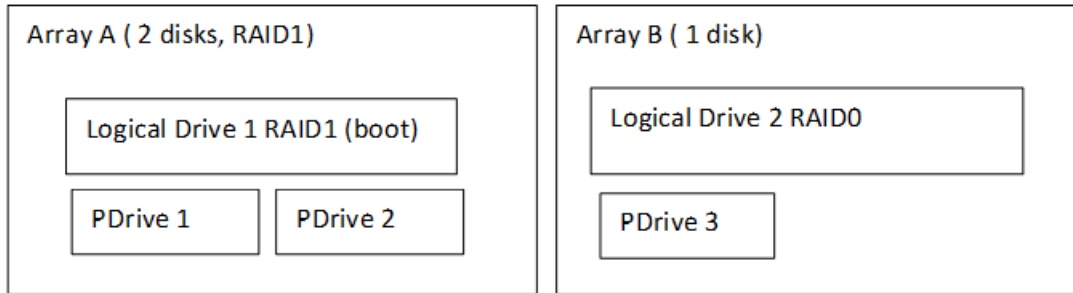 Array A ( 2 disks, RAID1)
Logical Drive 1 RAID1 (boot)
PDrive 1
PDrive 2
Array B ( 1 disk)
Logical Drive 2 RAID0
PDrive 3